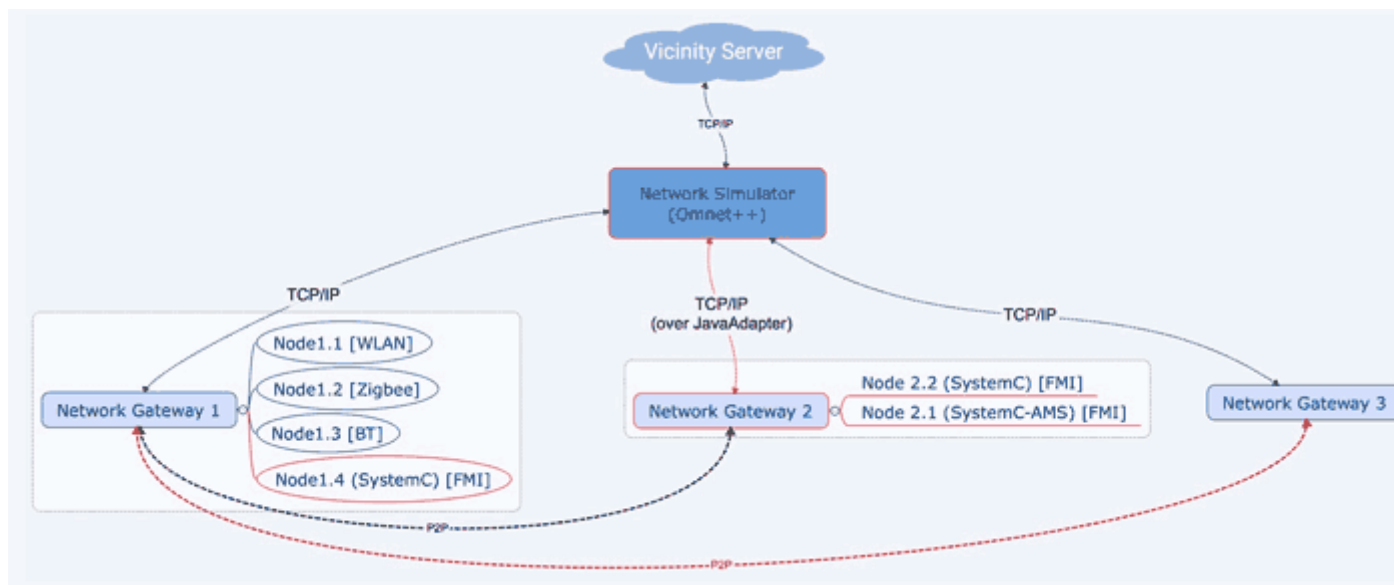 Vicinity Server
TCP/IP
Network Simulator
(Omnet++)
TCP/IP
TCP/IP
(over JavaAdapter)
TCP/IP
Node1.1 [WLAN]
Node1.2 [Zigbee]
Network Gateway 1
Node1.3 [BT]
Node1.4 (SystemC) [FMI]
Node 2.2 (SystemC) [FMI]
Network Gateway 2
Node 2.1 (SystemC-AMS) [FMI]
Network Gateway 3
P2P
P2P